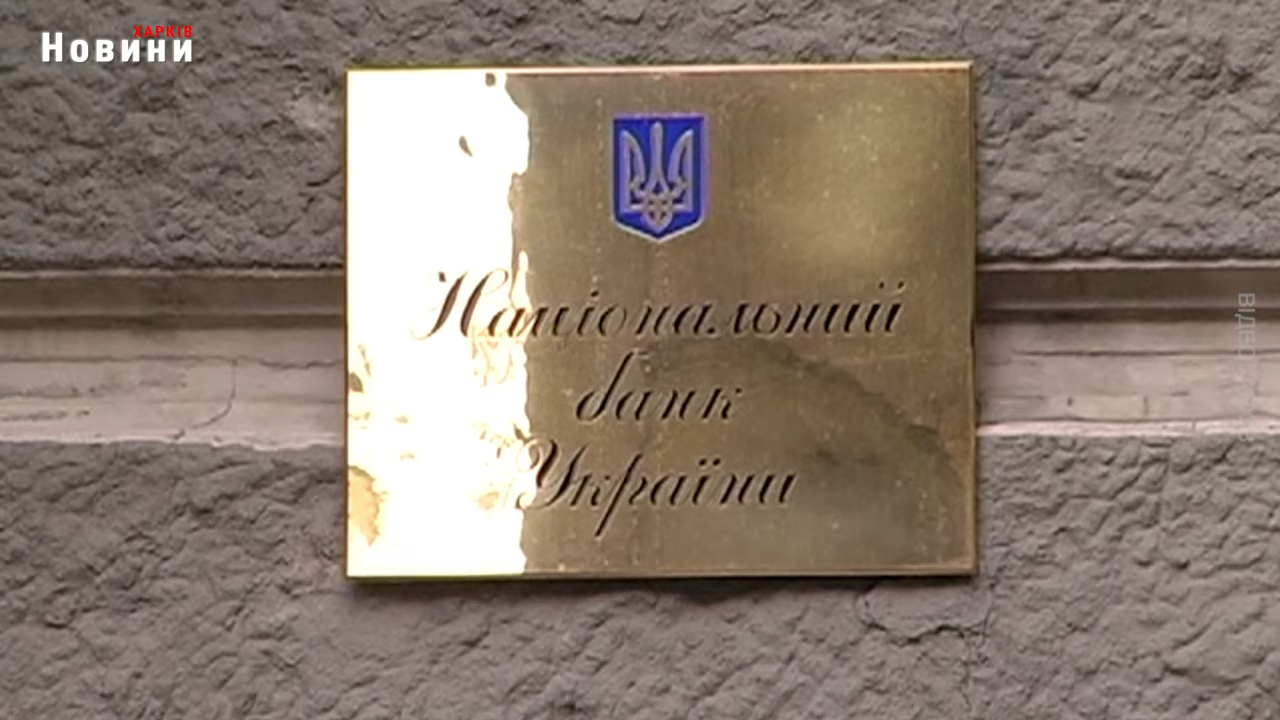 ХАРКІВ
Новини
Національний
банк
України